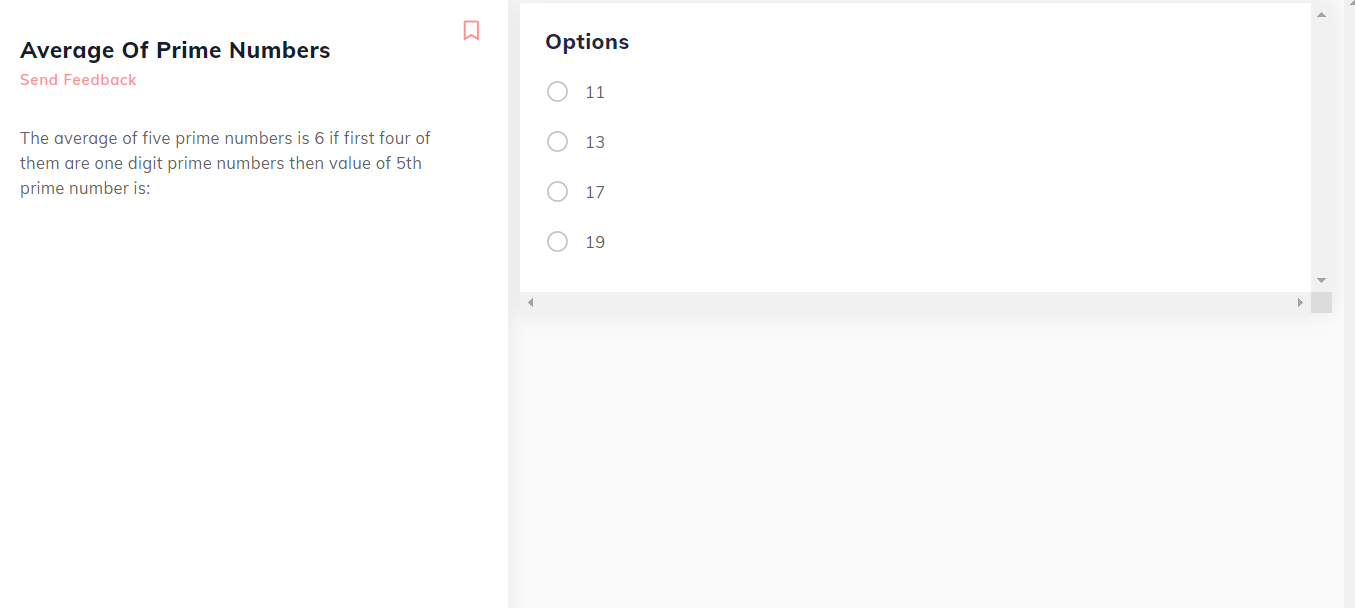 Average Of Prime Numbers
Send Feedback
The average of five prime numbers is 6 if first four of
them are one digit prime numbers then value of 5th
prime number is:
Options
11
13
17
19